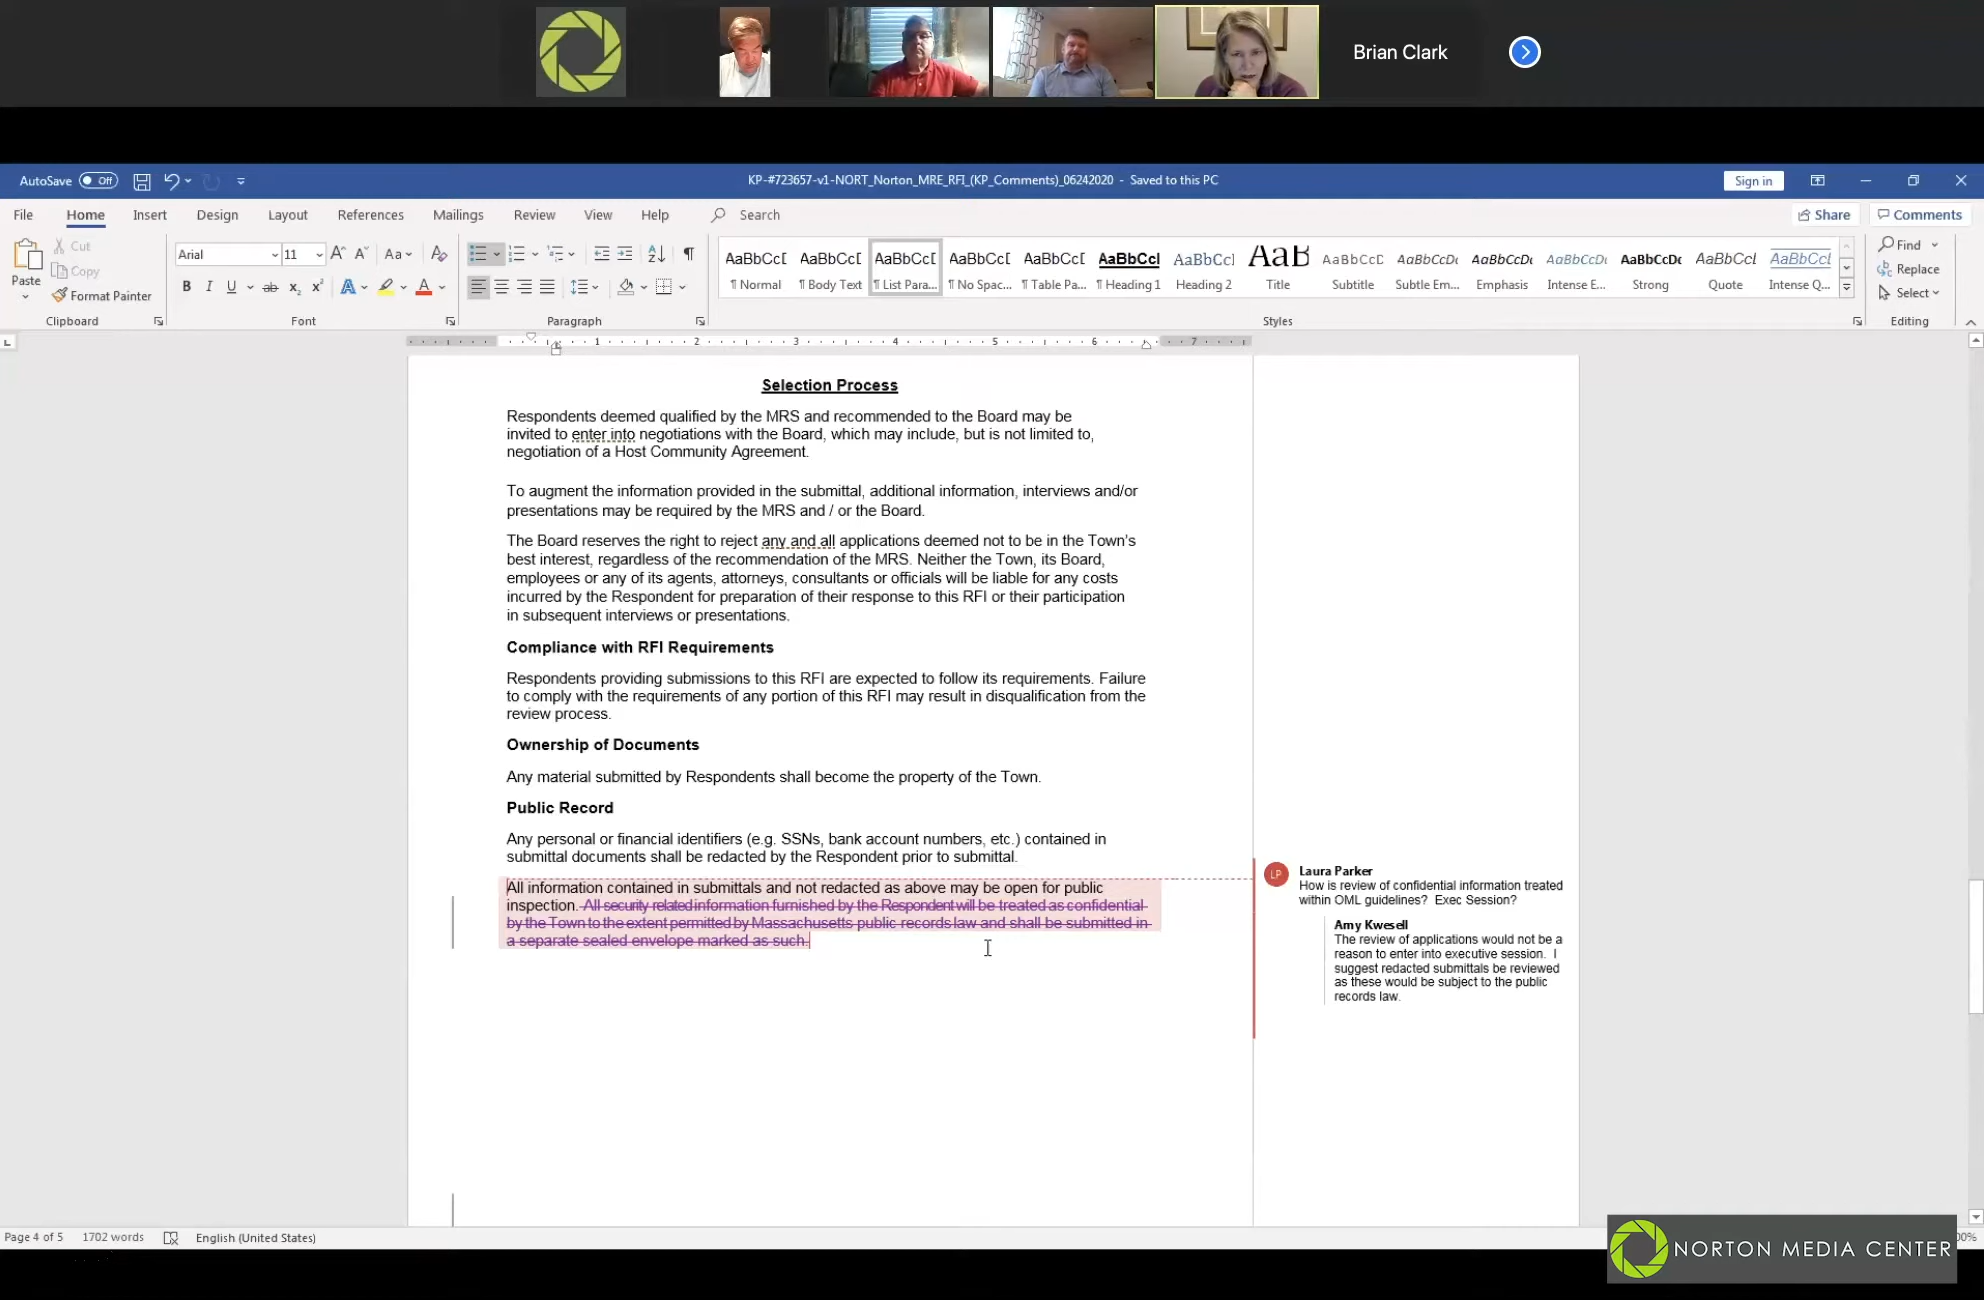 Brian Clark
AutoSave Off
KP-#723657-v1-NORT_Norton_MRE_RFI_(KP_Comments)_06242020 - Saved to this PC
Sign in
File Home Insert Design Layout References Mailings Review View Help Search
Share Comments
Paste
Cut
Copy
Format Painter
Clipboard
Arial 11
Font
Paragraph
AaBbCcI AaBbCcI AaBbCcI AaBbCcI AaBbCcI AaBbCcI AaBbCcI AaB AaBbCcD AaBbCcDc AaBbCcDc AaBbCcDc AaBbCcDc AaBbCcI AaBbCcI
¶ Normal ¶ Body Text ¶ List Para... ¶ No Spac... ¶ Table Pa... ¶ Heading 1 Heading 2 Title Subtitle Subtle Em... Emphasis Intense E... Strong Quote Intense Q...
Styles
Find
Replace
Select
Editing
1 2 3 4 5 6 7
Selection Process
Respondents deemed qualified by the MRS and recommended to the Board may be
invited to enter into negotiations with the Board, which may include, but is not limited to,
negotiation of a Host Community Agreement.
To augment the information provided in the submittal, additional information, interviews and/or
presentations may be required by the MRS and / or the Board.
The Board reserves the right to reject any and all applications deemed not to be in the Town's
best interest, regardless of the recommendation of the MRS. Neither the Town, its Board,
employees or any of its agents, attorneys, consultants or officials will be liable for any costs
incurred by the Respondent for preparation of their response to this RFI or their participation
in subsequent interviews or presentations.
Compliance with RFI Requirements
Respondents providing submissions to this RFI are expected to follow its requirements. Failure
to comply with the requirements of any portion of this RFI may result in disqualification from the
review process.
Ownership of Documents
Any material submitted by Respondents shall become the property of the Town.
Public Record
Any personal or financial identifiers (e.g. SSNs, bank account numbers, etc.) contained in
submittal documents shall be redacted by the Respondent prior to submittal.
All information contained in submittals and not redacted as above may be open for public
inspection. All security related information furnished by the Respondent will be treated as confidential
by the Town to the extent permitted by Massachusetts public records law and shall be submitted in
a separate sealed envelope marked as such.
LP
Laura Parker
How is review of confidential information treated
within OML guidelines? Exec Session?
Amy Kwesell
The review of applications would not be a
reason to enter into executive session. I
suggest redacted submittals be reviewed
as these would be subject to the public
records law.
Page 4 of 5 1702 words English (United States)
NORTON MEDIA CENTER